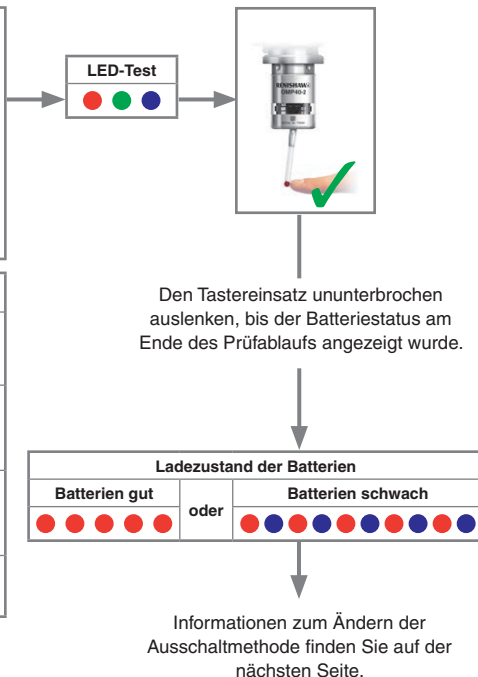 LED-Test
RENISHAW
OMP40-2
Den Tastereinsatz ununterbrochen
auslenken, bis der Batteriestatus am
Ende des Prüfablaufs angezeigt wurde.
Ladezustand der Batterien
Batterien gut
oder
Batterien schwach
Informationen zum Ändern der
Ausschaltmethode finden Sie auf der
nächsten Seite.